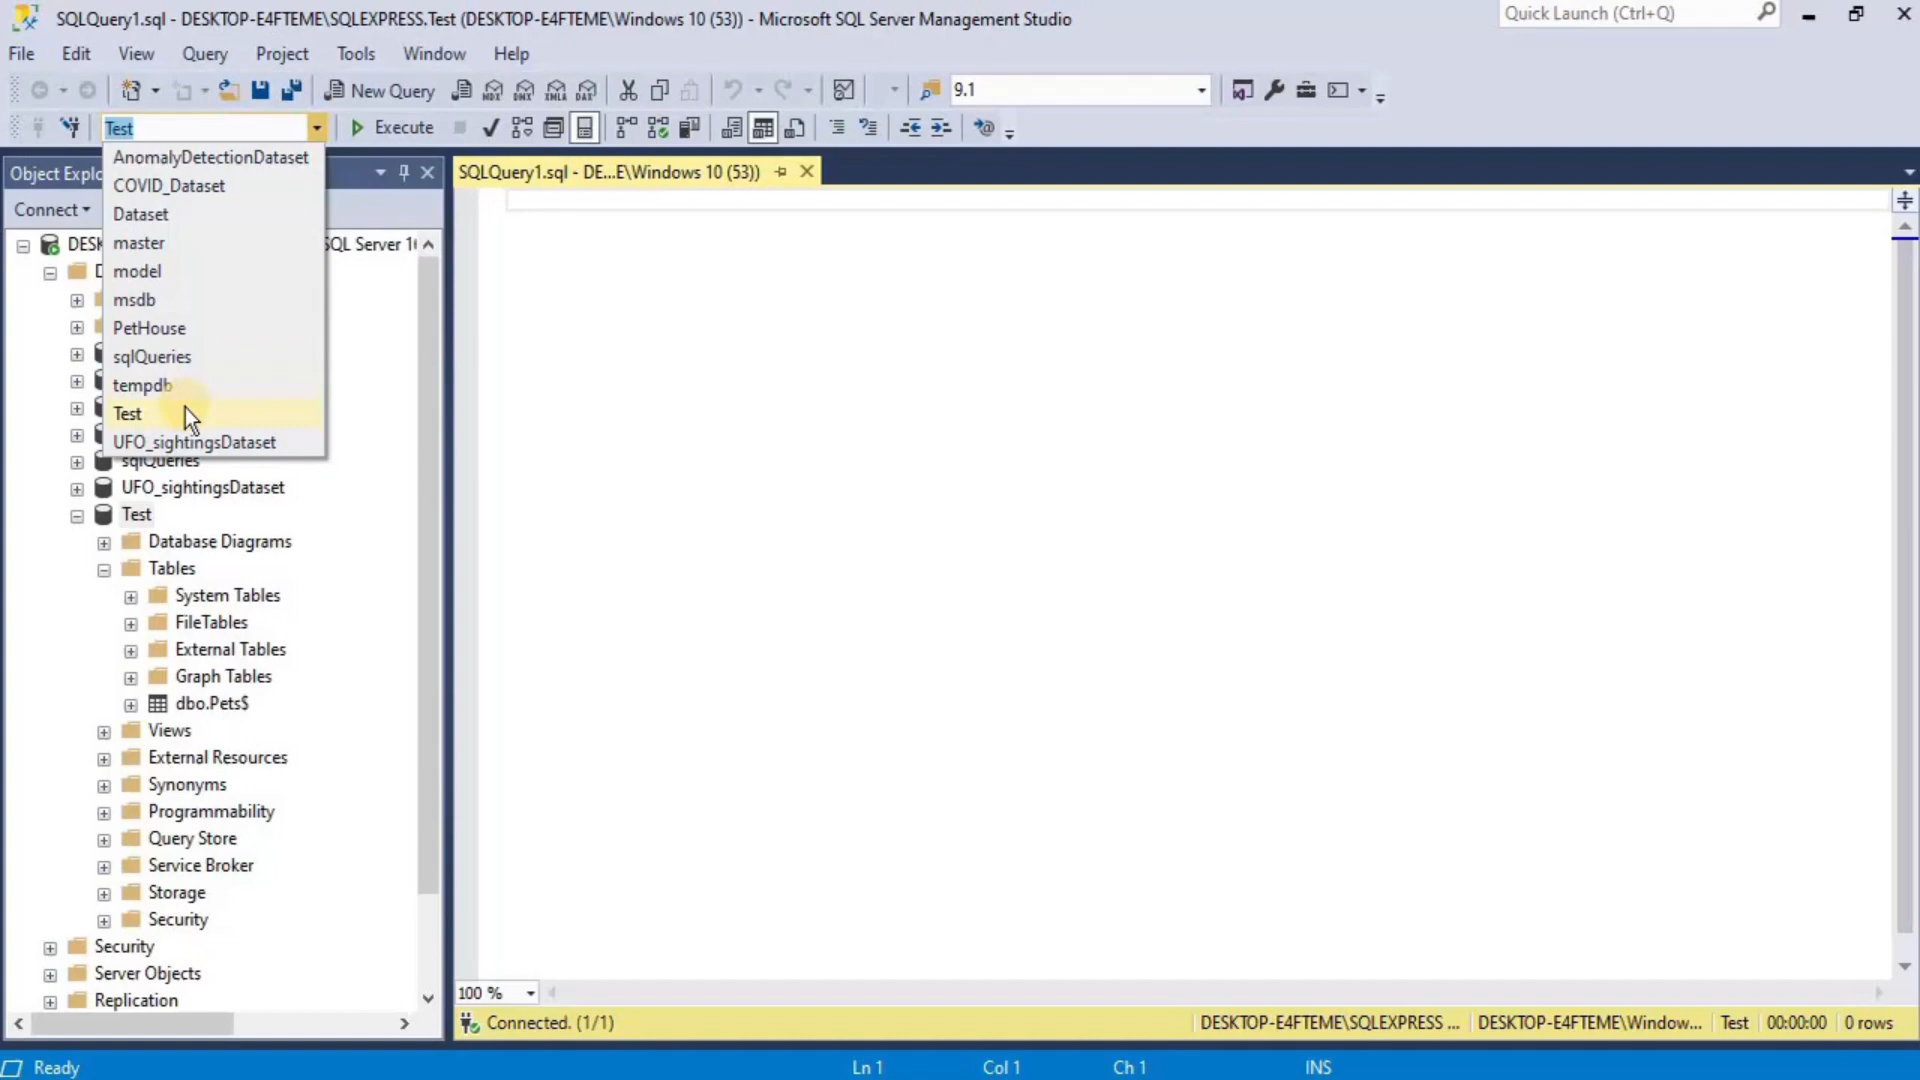 SQLQuery1.sql - DESKTOP-E4FTEME\SQLEXPRESS.Test (DESKTOP-E4FTEME\Windows 10 (53)) - Microsoft SQL Server Management Studio
Quick Launch (Ctrl+Q)
File Edit View Query Project Tools Window Help
New Query
MDX DMX XMLA DAX
9.1
Test
Execute
AnomalyDetectionDataset
COVID_Dataset
Dataset
master
model
msdb
PetHouse
sqlQueries
tempdb
Test
UFO_sightingsDataset
Object Explo
SQLQuery1.sql - DE...E\Windows 10 (53))
Connect
DESK
SQL Server 1
D
sqlQueries
UFO_sightingsDataset
Test
Database Diagrams
Tables
System Tables
FileTables
External Tables
Graph Tables
dbo.Pets$
Views
External Resources
Synonyms
Programmability
Query Store
Service Broker
Storage
Security
Security
Server Objects
Replication
100 %
Connected. (1/1)
DESKTOP-E4FTEME\SQLEXPRESS ...
DESKTOP-E4FTEME\Window...
Test
00:00:00
0 rows
Ready
Ln 1
Col 1
Ch 1
INS